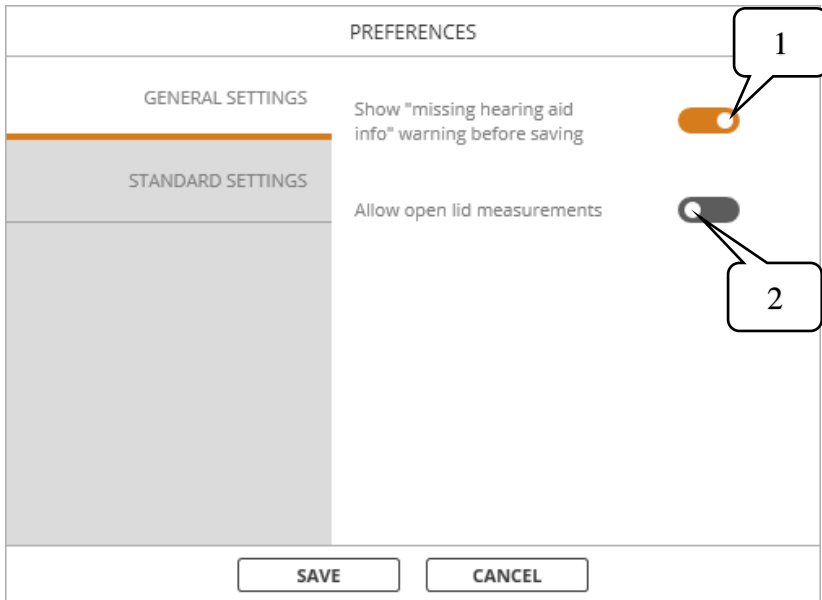 PREFERENCES
1
GENERAL SETTINGS
Show "missing hearing aid
info" warning before saving
STANDARD SETTINGS
Allow open lid measurements
2
SAVE
CANCEL